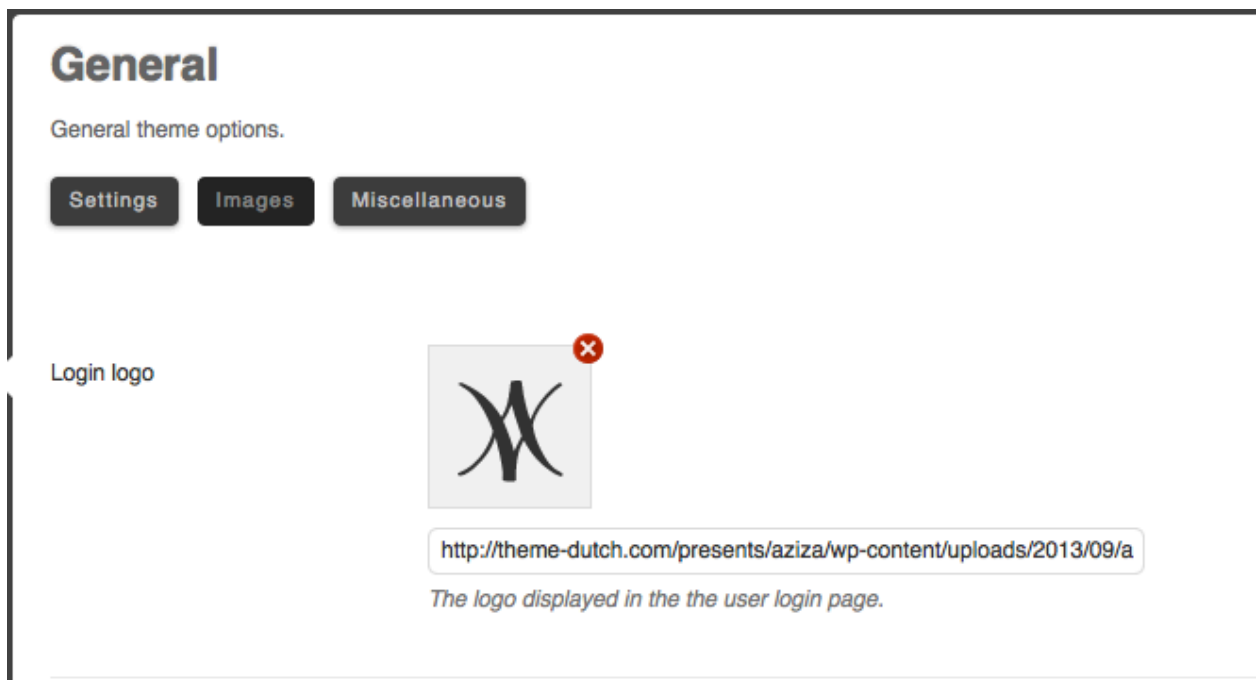 General
General theme options.
Settings Images Miscellaneous
Login logo
http://theme-dutch.com/presents/aziza/wp-content/uploads/2013/09/a
The logo displayed in the the user login page.